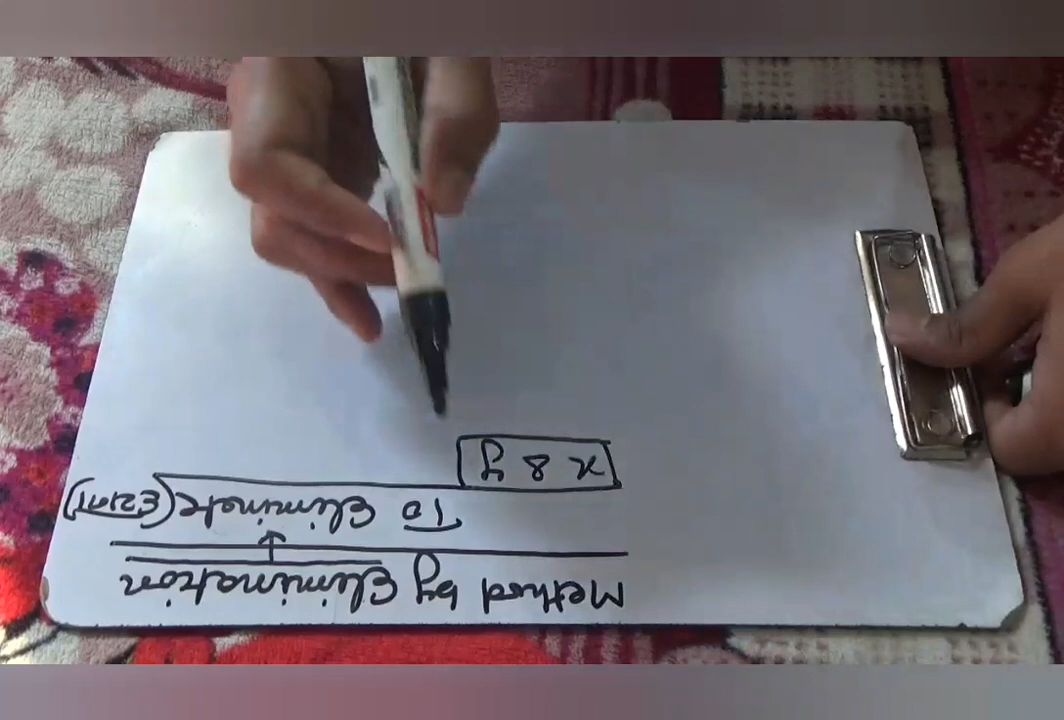 Method by Elimination
To Eliminate (हटाना)
x & y